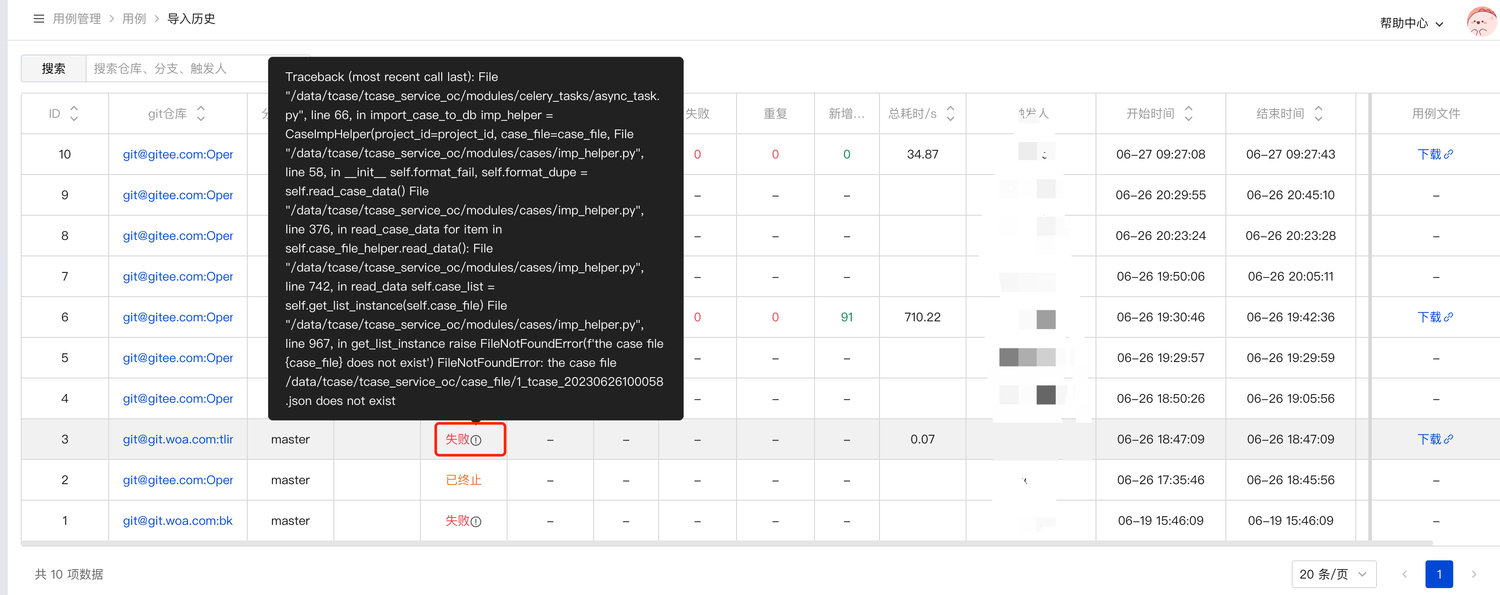 用例管理 > 用例 > 导入历史
帮助中心
搜索 搜索仓库、分支、触发人
Traceback (most recent call last): File
"/data/tcase/tcase_service_oc/modules/celery_tasks/async_task.
py", line 66, in import_case_to_db imp_helper =
CaseImpHelper(project_id=project_id, case_file=case_file, File
"/data/tcase/tcase_service_oc/modules/cases/imp_helper.py",
line 58, in __init__ self.format_fail, self.format_dupe =
self.read_case_data() File
"/data/tcase/tcase_service_oc/modules/cases/imp_helper.py",
line 376, in read_case_data for item in
self.case_file_helper.read_data(): File
"/data/tcase/tcase_service_oc/modules/cases/imp_helper.py",
line 742, in read_data self.case_list =
self.get_list_instance(self.case_file) File
"/data/tcase/tcase_service_oc/modules/cases/imp_helper.py",
line 967, in get_list_instance raise FileNotFoundError(f'the case file
{case_file} does not exist') FileNotFoundError: the case file
/data/tcase/tcase_service_oc/case_file/1_tcase_20230626100058
.json does not exist
ID git仓库 失败 重复 新增... 总耗时/s 触发人 开始时间 结束时间 用例文件
10 git@gitee.com:Oper 0 0 0 34.87 06-27 09:27:08 06-27 09:27:43 下载
9 git@gitee.com:Oper – – – 06-26 20:29:55 06-26 20:45:10 –
8 git@gitee.com:Oper – – – 06-26 20:23:24 06-26 20:23:28 –
7 git@gitee.com:Oper – – – 06-26 19:50:06 06-26 20:05:11 –
6 git@gitee.com:Oper 0 0 91 710.22 06-26 19:30:46 06-26 19:42:36 下载
5 git@gitee.com:Oper – – – 06-26 19:29:57 06-26 19:29:59 –
4 git@gitee.com:Oper – – – 06-26 18:50:26 06-26 19:05:56 –
3 git@git.woa.com:tlir master 失败 – – – – – 0.07 06-26 18:47:09 06-26 18:47:09 下载
2 git@gitee.com:Oper master 已终止 – – – – – 06-26 17:35:46 06-26 18:45:56 –
1 git@git.woa.com:bk master 失败 – – – – – 06-19 15:46:09 06-19 15:46:09 –
共 10 项数据 20 条/页 < 1 >